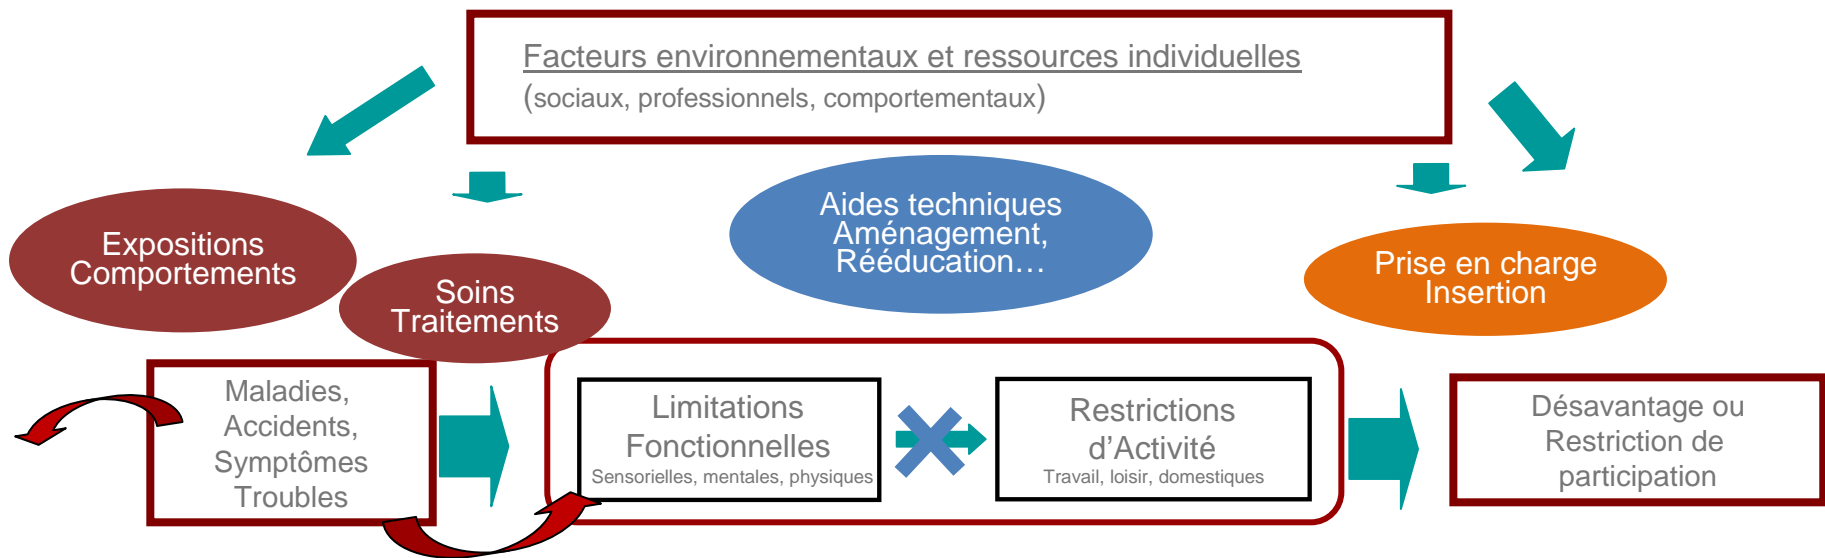 Facteurs environnementaux et ressources individuelles
(sociaux, professionnels, comportementaux)
Expositions
Comportements
Soins
Traitements
Aides techniques
Aménagement,
Rééducation…
Prise en charge
Insertion
Maladies,
Accidents,
Symptômes
Troubles
Limitations
Fonctionnelles
Sensorielles, mentales, physiques
Restrictions
d’Activité
Travail, loisir, domestiques
Désavantage ou
Restriction de
participation